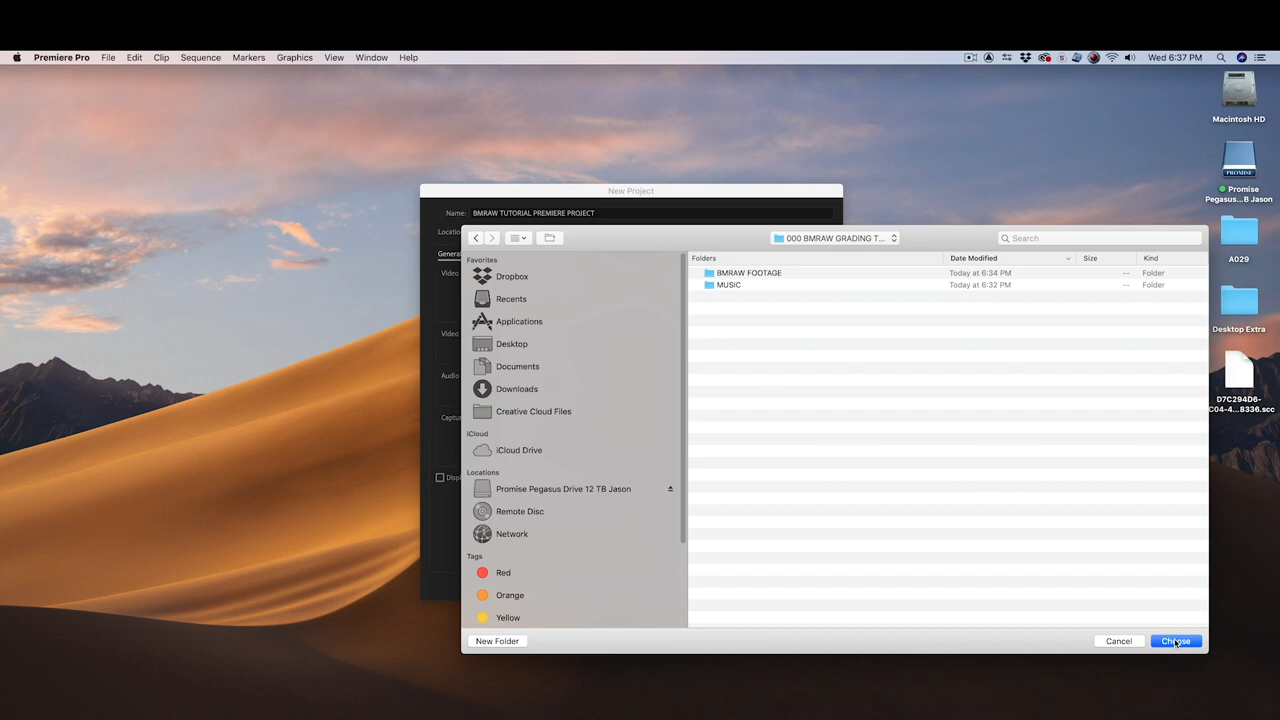 Premiere Pro File Edit Clip Sequence Markers Graphics View Window Help
Wed 6:37 PM
Macintosh HD
PROMISE
Promise
Pegasus...B Jason
A029
Desktop Extra
D7C294D6-
C04-4...8336.scc
New Project
Name: BMRAW TUTORIAL PREMIERE PROJECT
Locatio
General
Video
Video
Audio
Captu
Displ
000 BMRAW GRADING T...
Search
Favorites
Dropbox
Recents
Applications
Desktop
Documents
Downloads
Creative Cloud Files
iCloud
iCloud Drive
Locations
Promise Pegasus Drive 12 TB Jason
Remote Disc
Network
Tags
Red
Orange
Yellow
Folders Date Modified Size Kind
BMRAW FOOTAGE Today at 6:34 PM -- Folder
MUSIC Today at 6:32 PM -- Folder
New Folder
Cancel
Choose